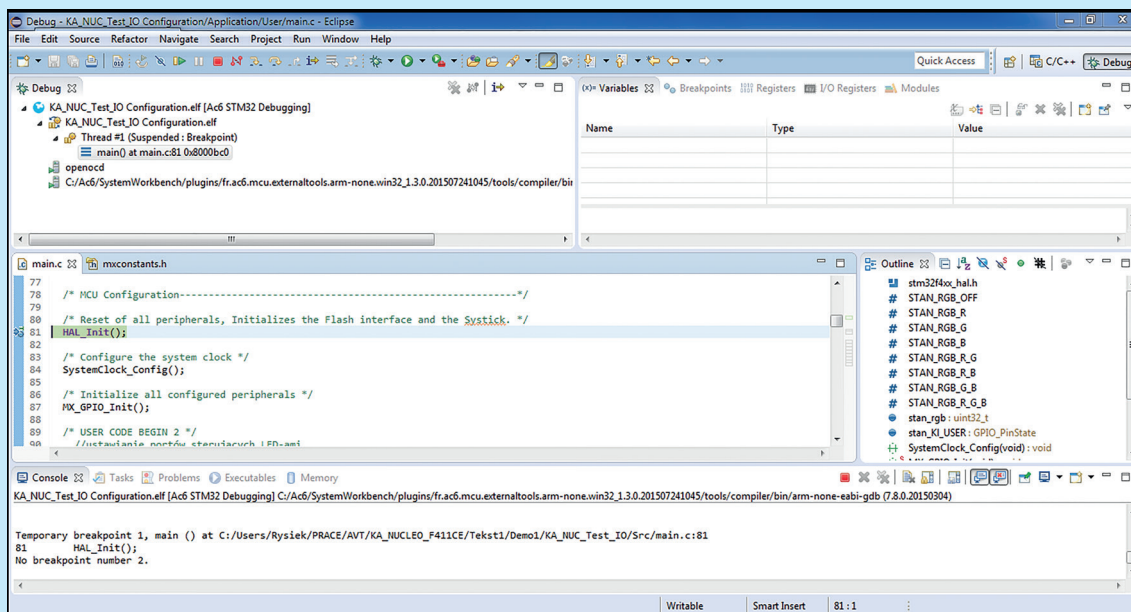 Debug - KA_NUC_Test_IO Configuration/Application/User/main.c - Eclipse
File Edit Source Refactor Navigate Search Project Run Window Help
Quick Access C/C++ Debug
Debug
KA_NUC_Test_IO Configuration.elf [Ac6 STM32 Debugging]
KA_NUC_Test_IO Configuration.elf
Thread #1 (Suspended : Breakpoint)
main() at main.c:81 0x8000bc0
openocd
C:/Ac6/SystemWorkbench/plugins/fr.ac6.mcu.externaltools.arm-none.win32_1.3.0.201507241045/tools/compiler/bin
(x)= Variables Breakpoints Registers I/O Registers Modules
Name Type Value
main.c mxconstants.h
77
78 /* MCU Configuration----------------------------------------------------------*/
79
80 /* Reset of all peripherals, Initializes the Flash interface and the Systick. */
81 HAL_Init();
82
83 /* Configure the system clock */
84 SystemClock_Config();
85
86 /* Initialize all configured peripherals */
87 MX_GPIO_Init();
88
89 /* USER CODE BEGIN 2 */
90 //ustawianie portów sterujących LED-ami
Outline
stm32f4xx_hal.h
STAN_RGB_OFF
STAN_RGB_R
STAN_RGB_G
STAN_RGB_B
STAN_RGB_R_G
STAN_RGB_R_B
STAN_RGB_G_B
STAN_RGB_R_G_B
stan_rgb : uint32_t
stan_KI_USER : GPIO_PinState
SystemClock_Config(void) : void
Console Tasks Problems Executables Memory
KA_NUC_Test_IO Configuration.elf [Ac6 STM32 Debugging] C:/Ac6/SystemWorkbench/plugins/fr.ac6.mcu.externaltools.arm-none.win32_1.3.0.201507241045/tools/compiler/bin/arm-none-eabi-gdb (7.8.0.20150304)
Temporary breakpoint 1, main () at C:/Users/Rysiek/PRACE/AVT/KA_NUCLEO_F411CE/Tekst1/Demo1/KA_NUC_Test_IO/Src/main.c:81
81 HAL_Init();
No breakpoint number 2.
Writable Smart Insert 81 : 1